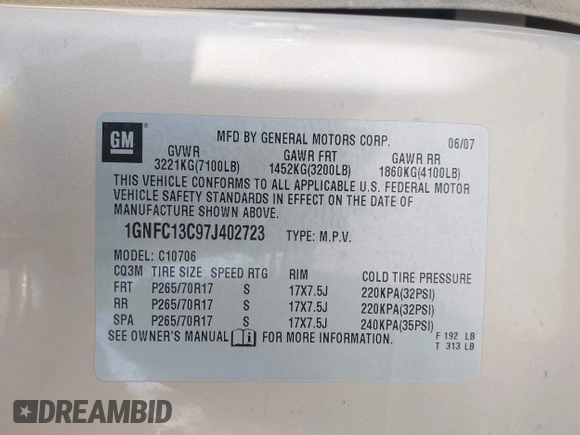 GM ®
MFD BY GENERAL MOTORS CORP. 06/07
GVWR GAWR FRT GAWR RR
3221KG(7100LB) 1452KG(3200LB) 1860KG(4100LB)
THIS VEHICLE CONFORMS TO ALL APPLICABLE U.S. FEDERAL MOTOR
VEHICLE SAFETY STANDARDS IN EFFECT ON THE DATE OF
MANUFACTURE SHOWN ABOVE.
1GNFC13C97J402723 TYPE: M.P.V.
MODEL: C10706
CQ3M TIRE SIZE SPEED RTG RIM COLD TIRE PRESSURE
FRT P265/70R17 S 17X7.5J 220KPA(32PSI)
RR P265/70R17 S 17X7.5J 220KPA(32PSI)
SPA P265/70R17 S 17X7.5J 240KPA(35PSI)
SEE OWNER'S MANUAL i FOR MORE INFORMATION.
F 192 LB
T 313 LB
DREAMBID